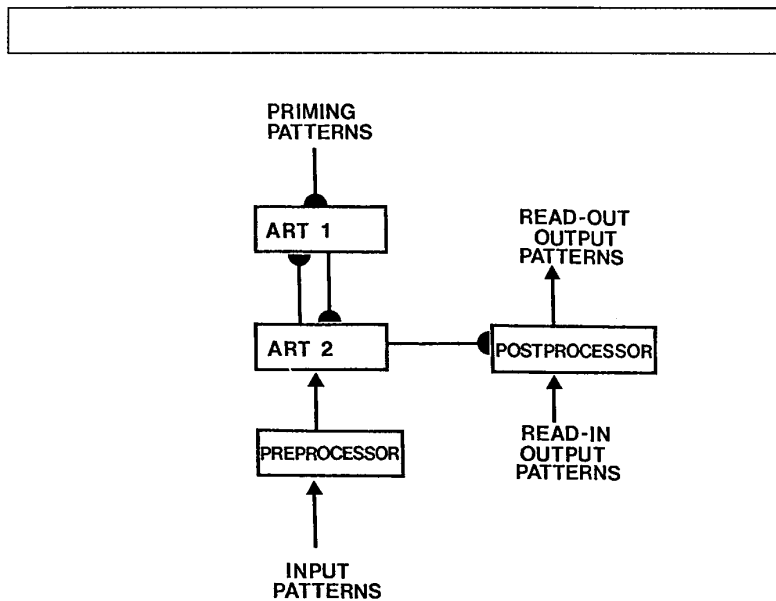 PRIMING
PATTERNS
ART 1
READ-OUT
OUTPUT
PATTERNS
ART 2
POSTPROCESSOR
PREPROCESSOR
READ-IN
OUTPUT
PATTERNS
INPUT
PATTERNS